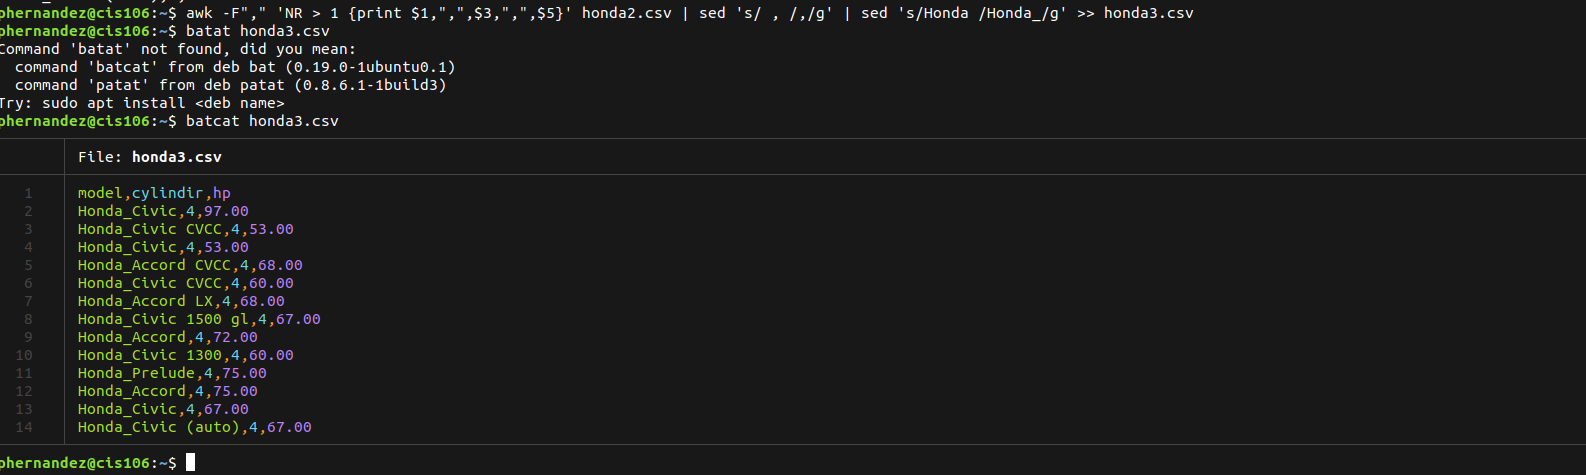 phernandez@cis106:~$ awk -F"," 'NR > 1 {print $1,",",$3,",",$5}' honda2.csv | sed 's/ , /,/g' | sed 's/Honda /Honda_/g' >> honda3.csv
phernandez@cis106:~$ batat honda3.csv
Command 'batat' not found, did you mean:
  command 'batcat' from deb bat (0.19.0-1ubuntu0.1)
  command 'patat' from deb patat (0.8.6.1-1build3)
Try: sudo apt install <deb name>
phernandez@cis106:~$ batcat honda3.csv
File: honda3.csv
1 model,cylindir,hp
2 Honda_Civic,4,97.00
3 Honda_Civic CVCC,4,53.00
4 Honda_Civic,4,53.00
5 Honda_Accord CVCC,4,68.00
6 Honda_Civic CVCC,4,60.00
7 Honda_Accord LX,4,68.00
8 Honda_Civic 1500 gl,4,67.00
9 Honda_Accord,4,72.00
10 Honda_Civic 1300,4,60.00
11 Honda_Prelude,4,75.00
12 Honda_Accord,4,75.00
13 Honda_Civic,4,67.00
14 Honda_Civic (auto),4,67.00
phernandez@cis106:~$